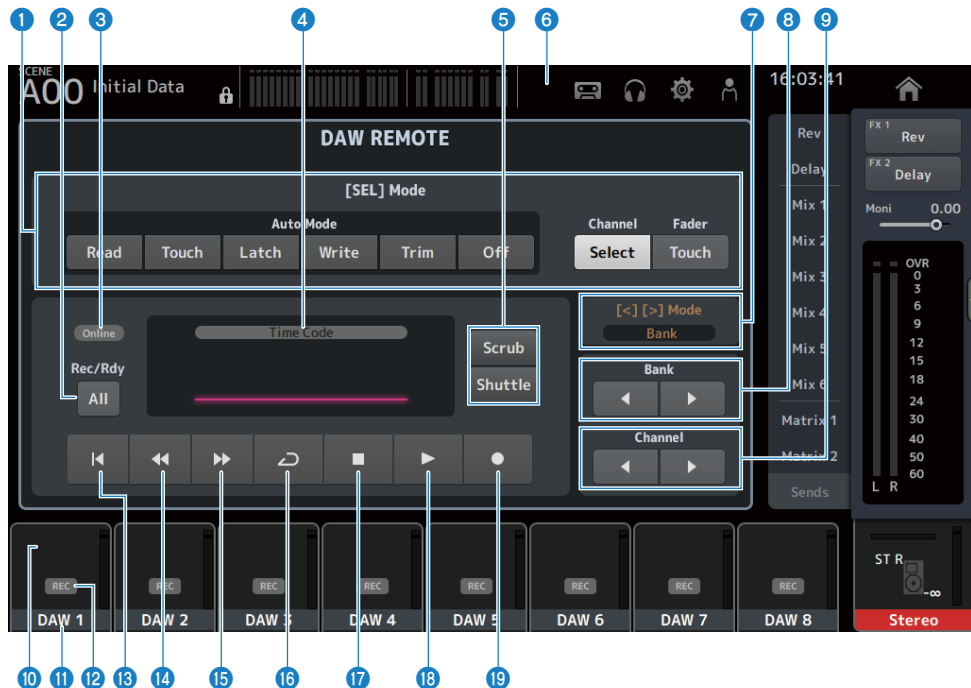 1 2 3 4 5 6 7 8 9
SCENE
A00 Initial Data
16:03:41
DAW REMOTE
[SEL] Mode
Auto Mode
Read Touch Latch Write Trim Off
Channel Fader
Select Touch
Online
Time Code
Rec/Rdy
All
Scrub
Shuttle
[<] [>] Mode
Bank
Bank
Channel
Rev
Delay
Mix 1
Mix 2
Mix 3
Mix 4
Mix 5
Mix 6
Matrix 1
Matrix 2
Sends
FX 1
Rev
FX 2
Delay
Moni 0.00
OVR
0
3
6
9
12
15
18
24
30
40
50
60
L R
REC REC REC REC REC REC REC REC
DAW 1 DAW 2 DAW 3 DAW 4 DAW 5 DAW 6 DAW 7 DAW 8
ST R
-∞
Stereo
10 11 12 13 14 15 16 17 18 19